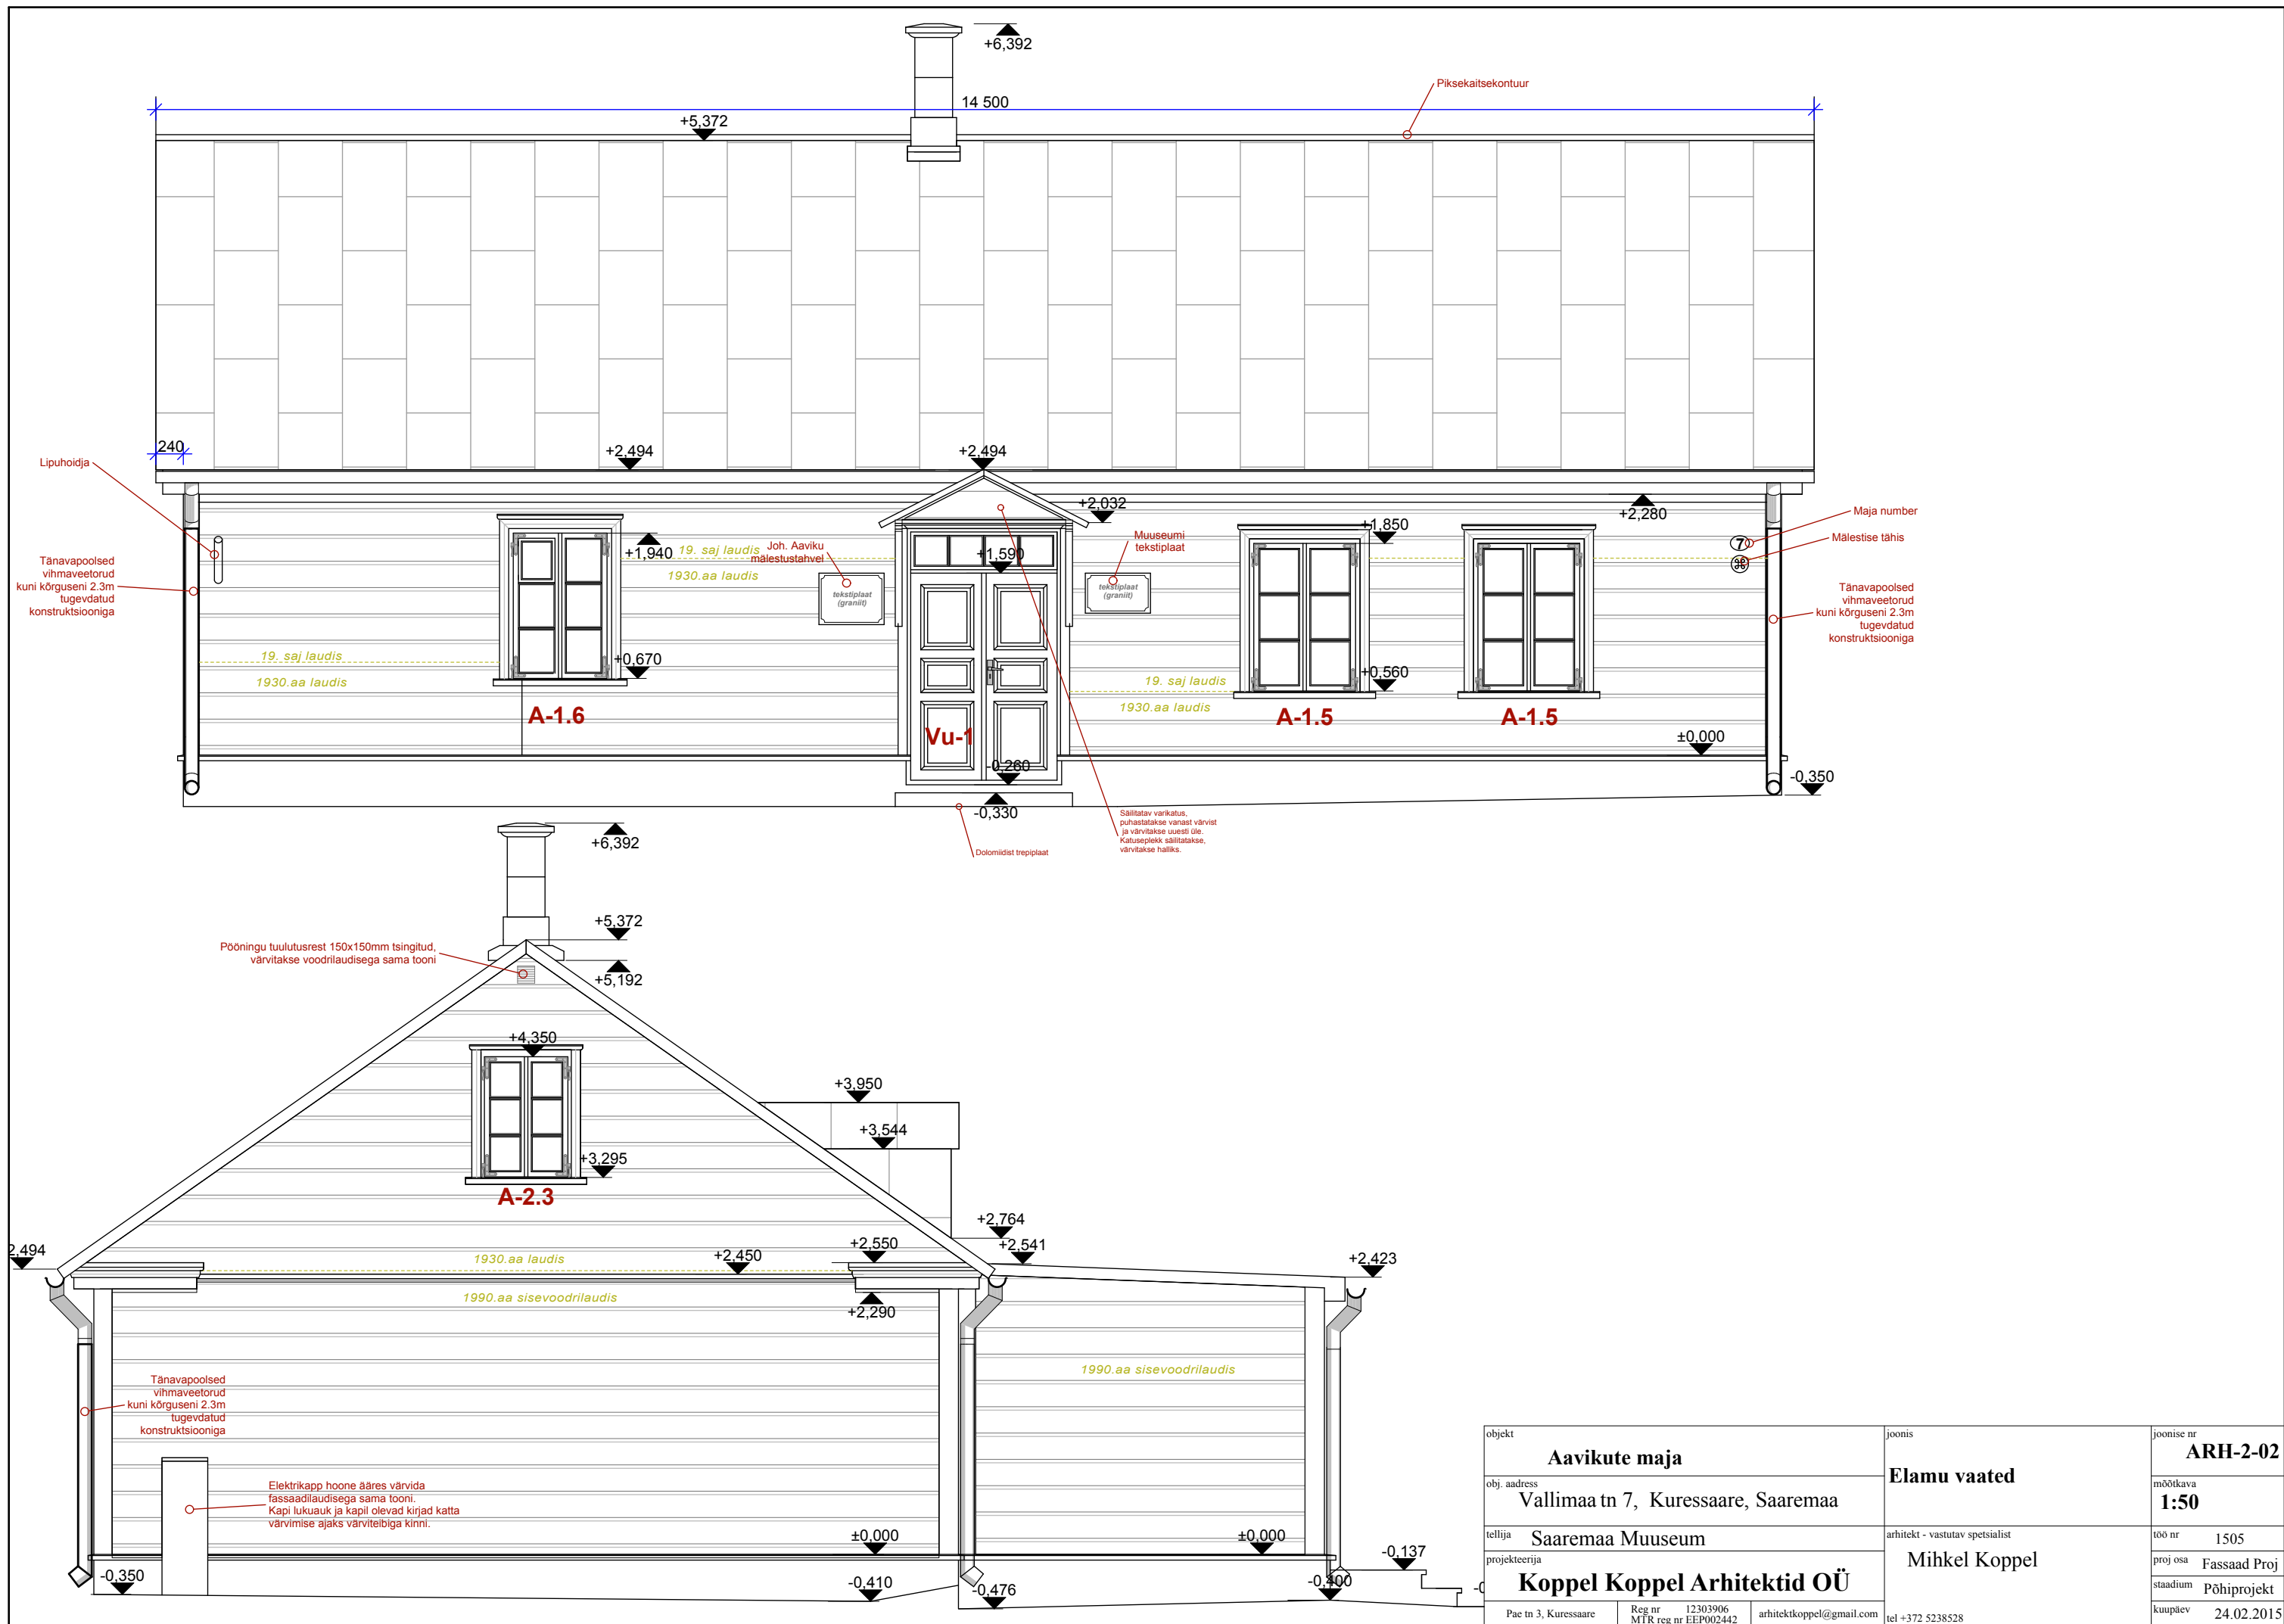 +6,392
14 500
Piksekaitsekontuur
+5,372
240
+2,494
+2,494
Lipuhoidja
+2,032
+2,280
+1,850
Maja number
7
Mälestise tähis
⌘
+1,940
19. saj laudis
1930.aa laudis
Joh. Aaviku
mälestustahvel
+1,590
Muuseumi
tekstiplaat
tekstiplaat
(graniit)
tekstiplaat
(graniit)
Tänavapoolsed
vihmaveetorud
kuni kõrguseni 2.3m
tugevdatud
konstruktsiooniga
Tänavapoolsed
vihmaveetorud
kuni kõrguseni 2.3m
tugevdatud
konstruktsiooniga
19. saj laudis
1930.aa laudis
+0,670
+0,560
19. saj laudis
1930.aa laudis
A-1.6
Vu-1
A-1.5
A-1.5
±0,000
-0,260
-0,350
-0,330
Säilitatav varikatus,
puhastatakse vanast värvist
ja värvitakse uuesti üle.
Katuseplekk säilitatakse,
värvitakse halliks.
Dolomiidist trepiplaat
+6,392
+5,372
Pööningu tuulutusrest 150x150mm tsingitud,
värvitakse voodrilaudisega sama tooni
+5,192
+4,350
+3,950
+3,544
+3,295
A-2.3
+2,764
+2,541
+2,550
+2,450
+2,423
2,494
1930.aa laudis
1990.aa sisevoodrilaudis
+2,290
1990.aa sisevoodrilaudis
Tänavapoolsed
vihmaveetorud
kuni kõrguseni 2.3m
tugevdatud
konstruktsiooniga
Elektrikapp hoone ääres värvida
fassaadilaudisega sama tooni.
Kapi lukuauk ja kapil olevad kirjad katta
värvimise ajaks värviteibiga kinni.
±0,000
±0,000
-0,137
-0,350
-0,410
-0,476
-0,400
objekt
Aavikute maja
obj. aadress
Vallimaa tn 7, Kuressaare, Saaremaa
tellija Saaremaa Muuseum
projekteerija
Koppel Koppel Arhitektid OÜ
Pae tn 3, Kuressaare
Reg nr 12303906
MTR reg nr EEP002442
arhitektkoppel@gmail.com
joonis
Elamu vaated
arhitekt - vastutav spetsialist
Mihkel Koppel
tel +372 5238528
joonise nr
ARH-2-02
mõõtkava
1:50
töö nr 1505
proj osa Fassaad Proj
staadium Põhiprojekt
kuupäev 24.02.2015